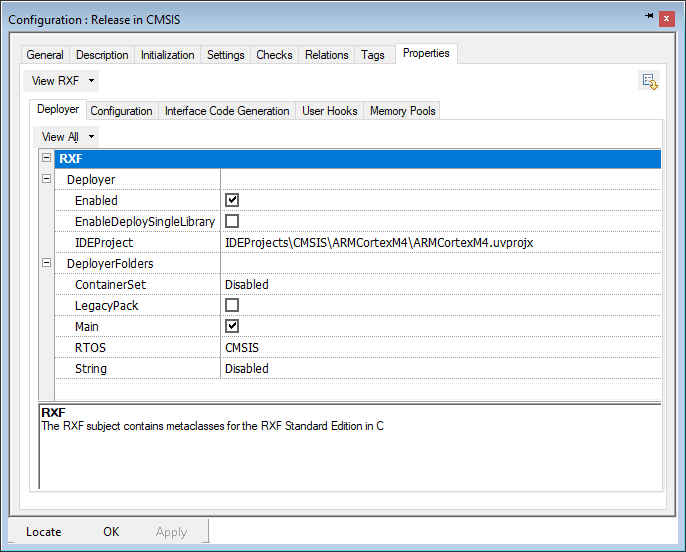 Configuration : Release in CMSIS
General Description Initialization Settings Checks Relations Tags Properties
View RXF
Deployer Configuration Interface Code Generation User Hooks Memory Pools
View All
RXF
Deployer
Enabled
EnableDeploySingleLibrary
IDEProject IDEProjects\CMSIS\ARMCortexM4\ARMCortexM4.uvprojx
DeployerFolders
ContainerSet Disabled
LegacyPack
Main
RTOS CMSIS
String Disabled
RXF
The RXF subject contains metaclasses for the RXF Standard Edition in C
Locate OK Apply